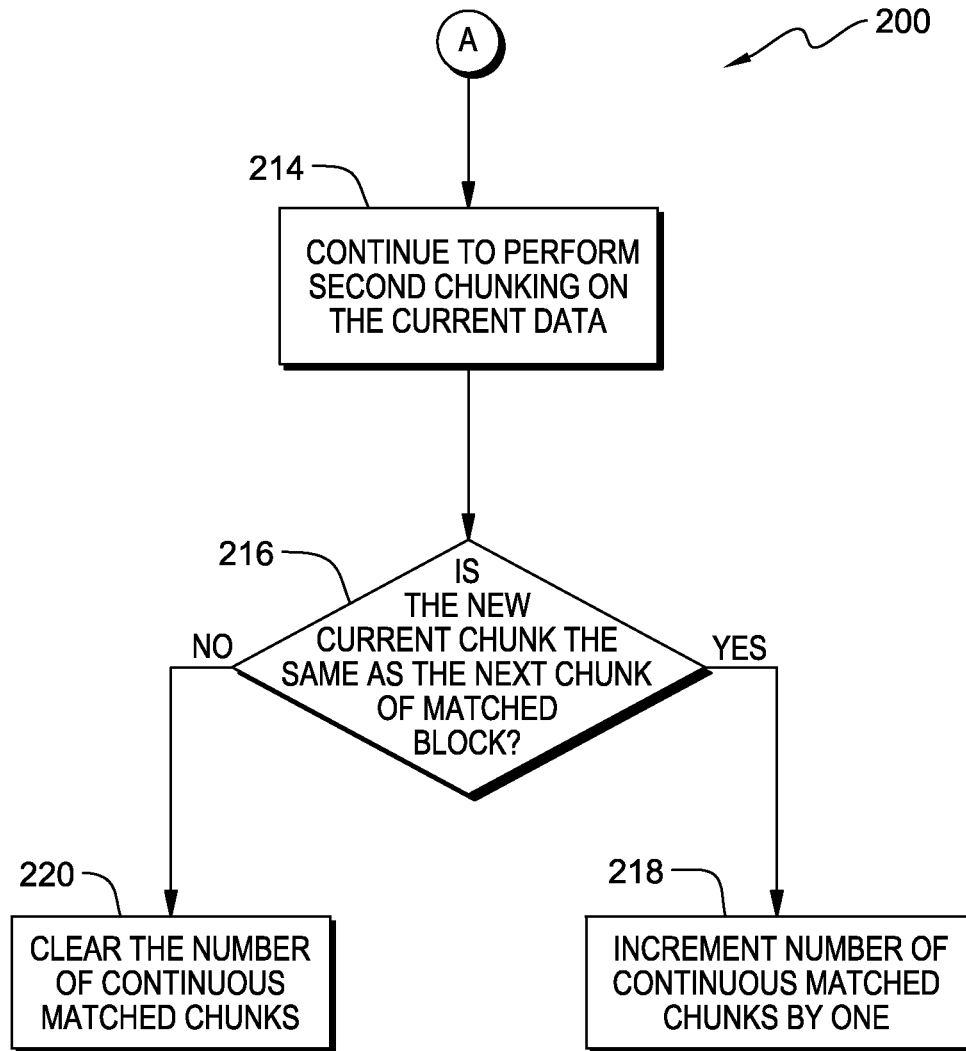 A
200
214
CONTINUE TO PERFORM
SECOND CHUNKING ON
THE CURRENT DATA
216
IS
THE NEW
CURRENT CHUNK THE
SAME AS THE NEXT CHUNK
OF MATCHED
BLOCK?
NO
YES
220
CLEAR THE NUMBER
OF CONTINUOUS
MATCHED CHUNKS
218
INCREMENT NUMBER OF
CONTINUOUS MATCHED
CHUNKS BY ONE